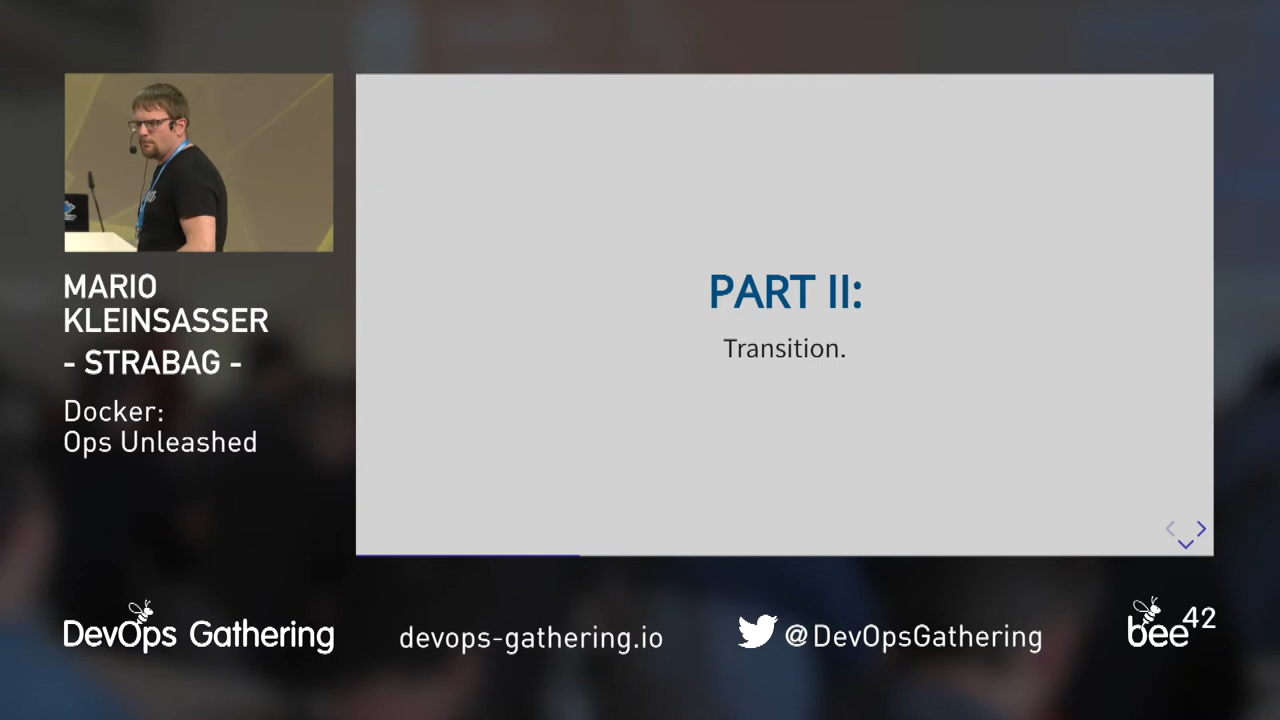 MARIO
KLEINSASSER
- STRABAG -
Docker:
Ops Unleashed
PART II:
Transition.
DevOps Gathering
devops-gathering.io
@DevOpsGathering
bee42